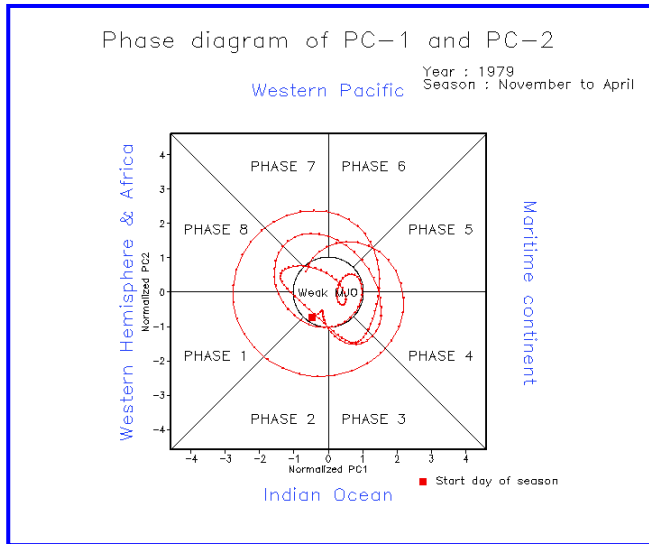 Phase diagram of PC-1 and PC-2
Year : 1979
Season : November to April
Western Pacific
Western Hemisphere & Africa
Maritime continent
PHASE 7
PHASE 6
PHASE 8
PHASE 5
Weak MJO
PHASE 1
PHASE 4
PHASE 2
PHASE 3
Normalized PC2
4
3
2
1
0
-1
-2
-3
-4
-4 -3 -2 -1 0 1 2 3 4
Normalized PC1
Start day of season
Indian Ocean